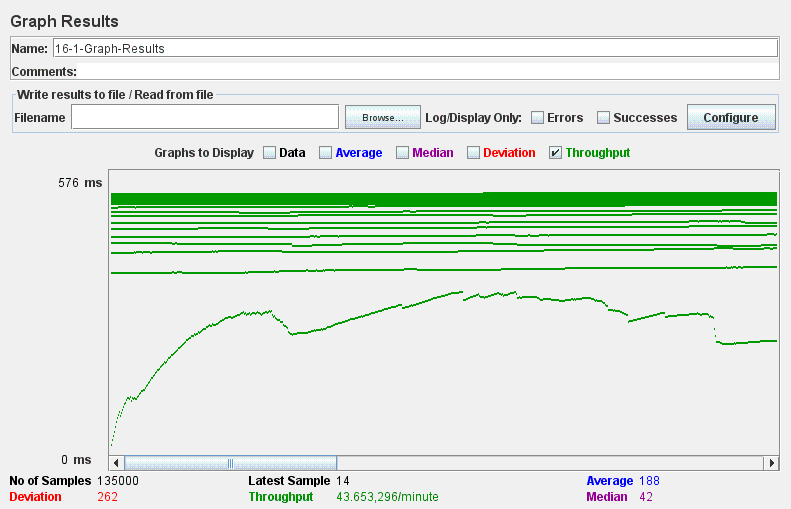 Graph Results
Name: 16-1-Graph-Results
Comments:
Write results to file / Read from file
Filename Browse... Log/Display Only: Errors Successes Configure
Graphs to Display Data Average Median Deviation Throughput
576 ms
0 ms
No of Samples 135000 Latest Sample 14 Average 188
Deviation 262 Throughput 43.653,296/minute Median 42